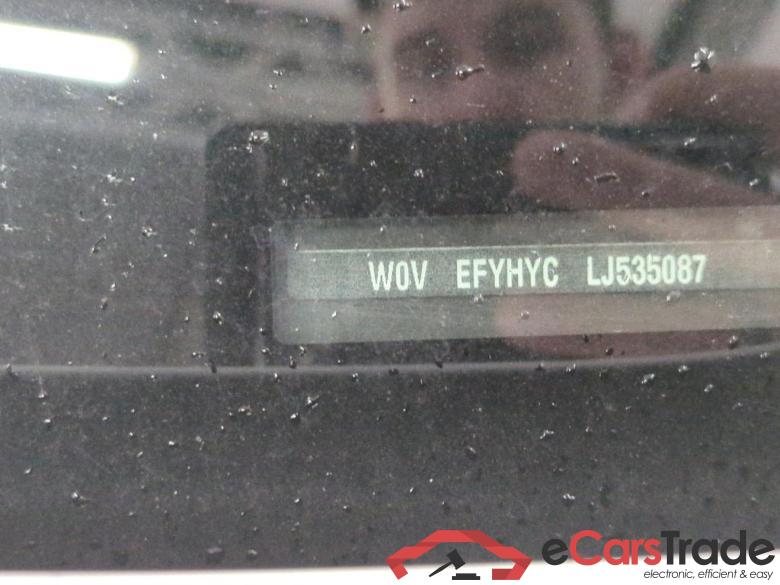 W0V EFYHYC LJ535087
eCarsTrade
electronic, efficient & easy